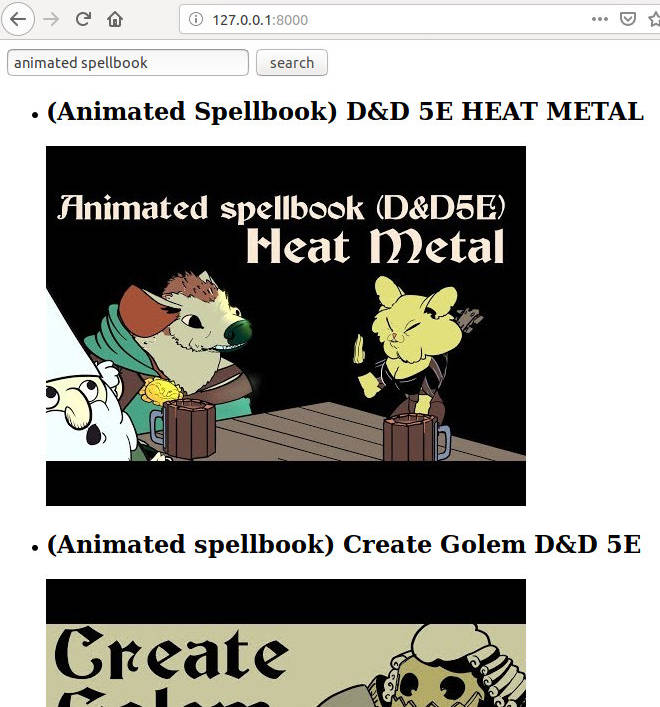 127.0.0.1:8000
animated spellbook
search
(Animated Spellbook) D&D 5E HEAT METAL
Animated spellbook (D&D5E)
Heat Metal
(Animated spellbook) Create Golem D&D 5E
Create
Golem